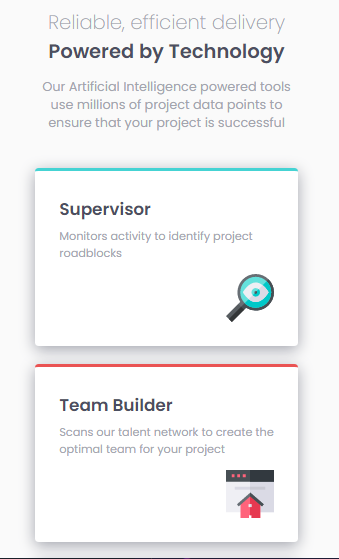 Reliable, efficient delivery
Powered by Technology
Our Artificial Intelligence powered tools
use millions of project data points to
ensure that your project is successful
Supervisor
Monitors activity to identify project
roadblocks
Team Builder
Scans our talent network to create the
optimal team for your project